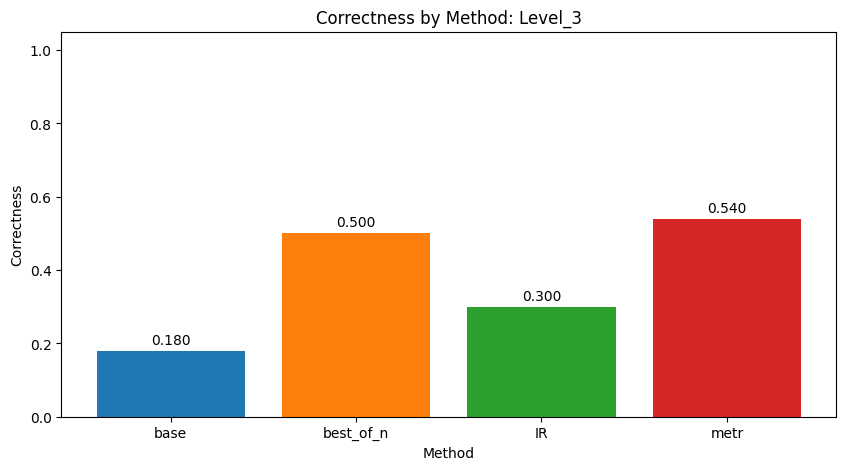 Correctness by Method: Level_3
1.0
0.8
0.6
0.4
0.2
0.0
Correctness
0.180
0.500
0.300
0.540
base
best_of_n
IR
metr
Method